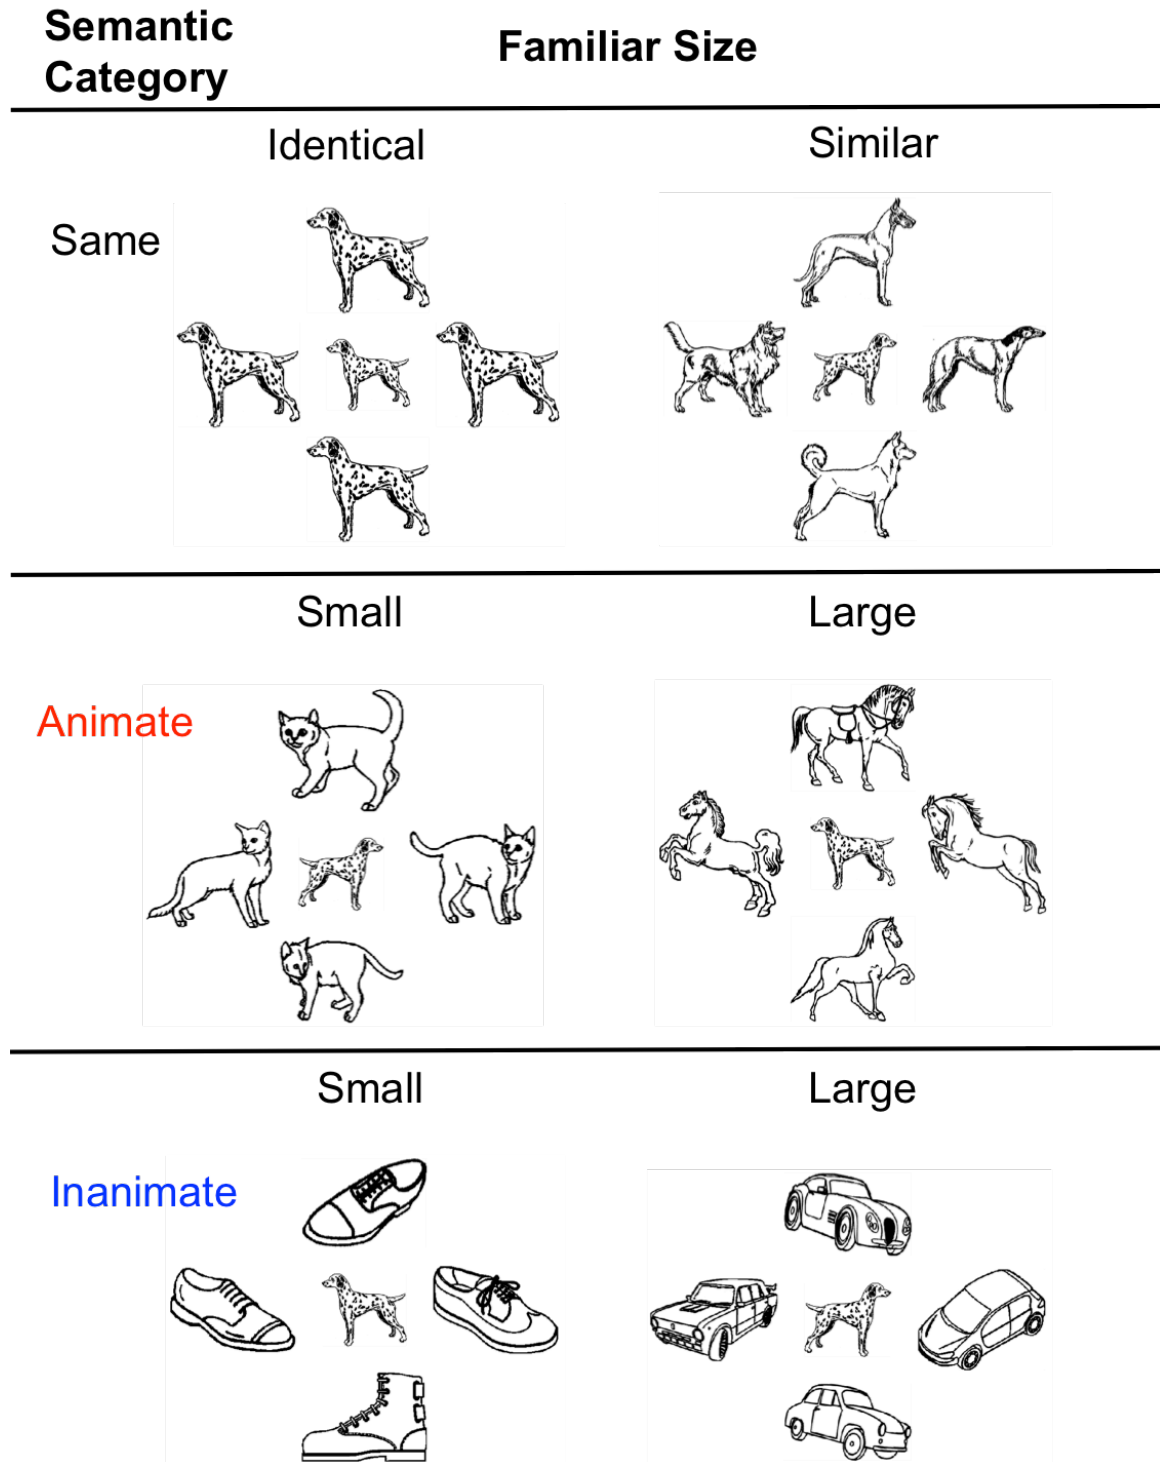 Semantic
Category
Familiar Size
Identical
Similar
Same
Small
Large
Animate
Small
Large
Inanimate